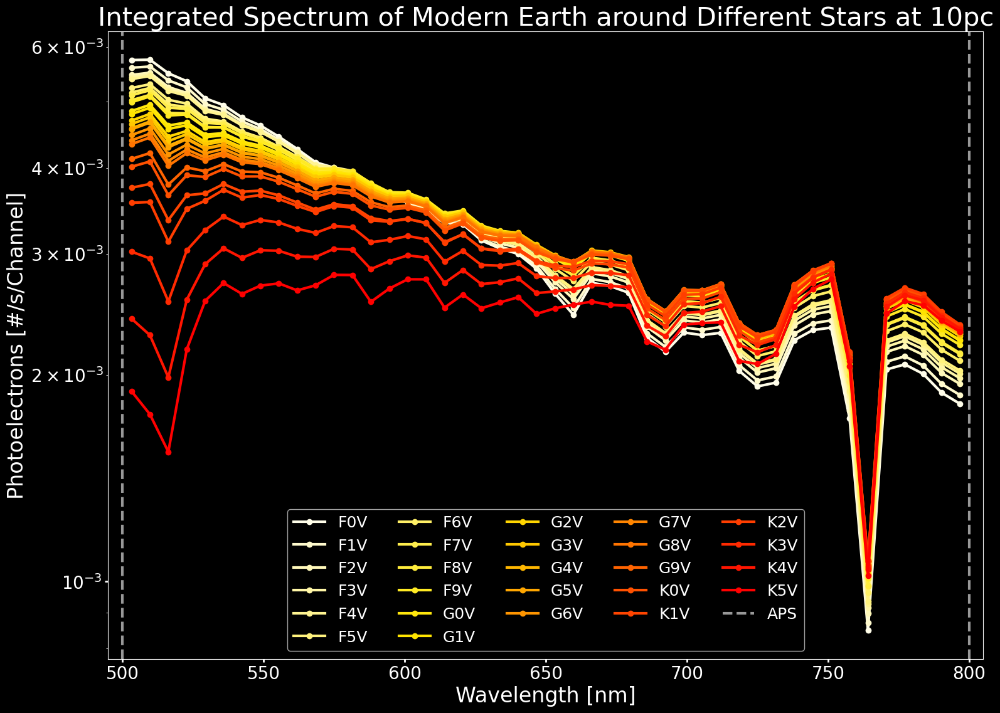 Integrated Spectrum of Modern Earth around Different Stars at 10pc
Photoelectrons [#/s/Channel]
6 × 10⁻³
4 × 10⁻³
3 × 10⁻³
2 × 10⁻³
10⁻³
F0V
F1V
F2V
F3V
F4V
F5V
F6V
F7V
F8V
F9V
G0V
G1V
G2V
G3V
G4V
G5V
G6V
G7V
G8V
G9V
K0V
K1V
K2V
K3V
K4V
K5V
APS
500 550 600 650 700 750 800
Wavelength [nm]